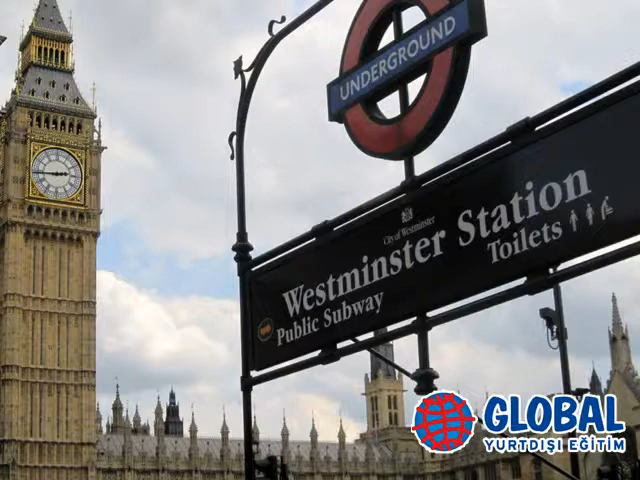 UNDERGROUND
City of Westminster
Westminster Station
Public Subway
Toilets
GLOBAL
YURTDIŞI EĞİTİM